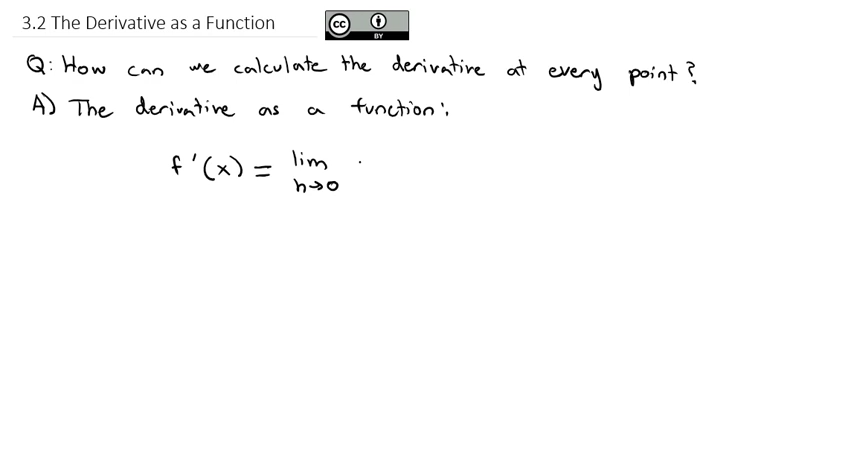 3.2 The Derivative as a Function
cc BY
Q: How can we calculate the derivative at every point?
A) The derivative as a function:
f'(x) = lim
h→0